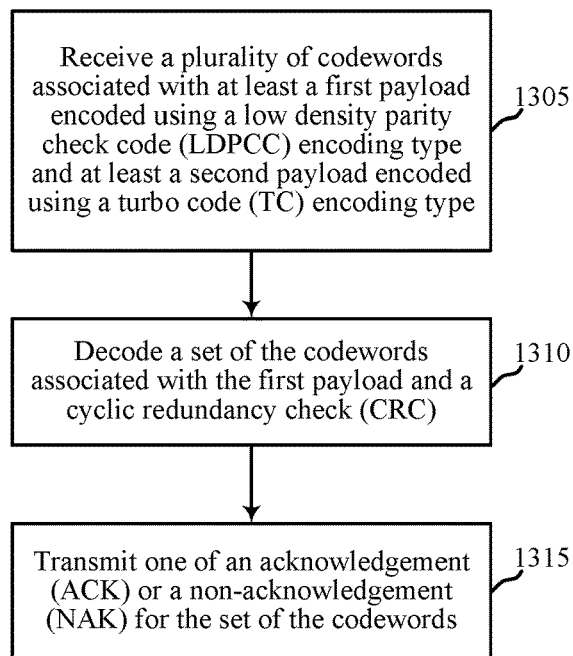 Receive a plurality of codewords
associated with at least a first payload
encoded using a low density parity
check code (LDPCC) encoding type
and at least a second payload encoded
using a turbo code (TC) encoding type
1305
Decode a set of the codewords
associated with the first payload and a
cyclic redundancy check (CRC)
1310
Transmit one of an acknowledgement
(ACK) or a non-acknowledgement
(NAK) for the set of the codewords
1315